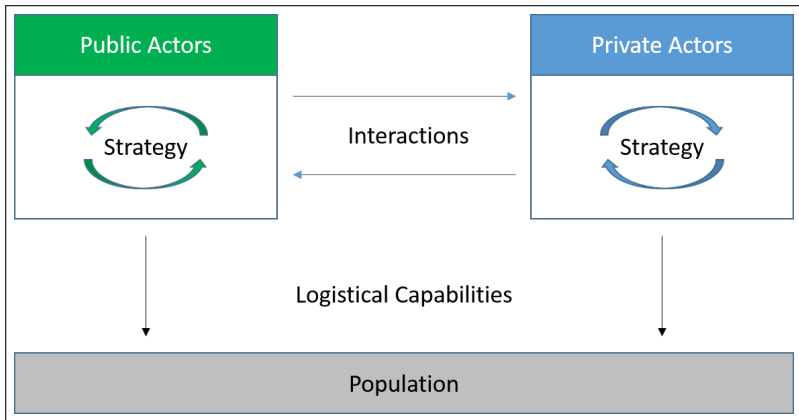 Public Actors
Private Actors
Strategy
Interactions
Strategy
Logistical Capabilities
Population